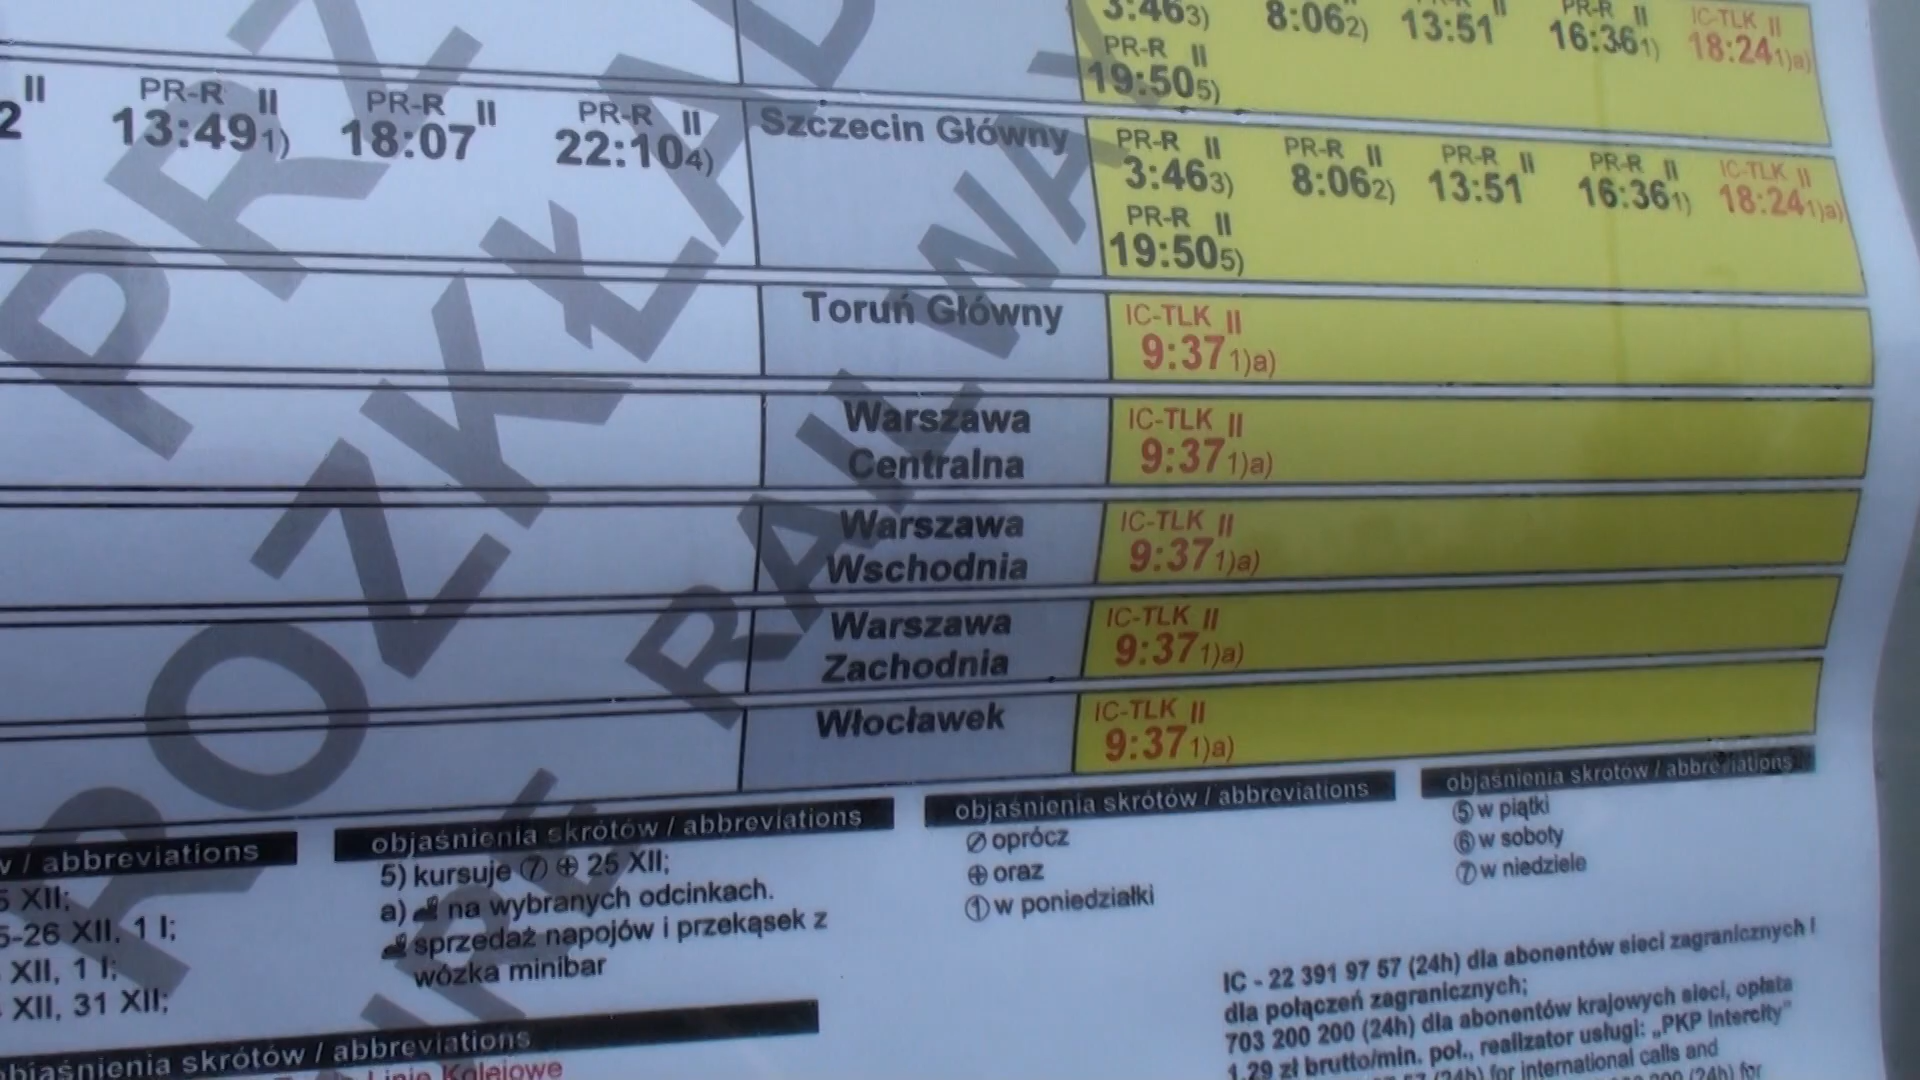 3:46 3) 8:06 2) 13:51 II 16:36 1) 18:24 1)a)
PR-R II IC-TLK II
PR-R II
19:50 5)
2 II
PR-R II PR-R II PR-R II
13:49 1) 18:07 22:10 4)
Szczecin Główny
PR-R II PR-R II PR-R II PR-R II IC-TLK II
3:46 3) 8:06 2) 13:51 16:36 1) 18:24 1)a)
PR-R II
19:50 5)
Toruń Główny
IC-TLK II
9:37 1)a)
Warszawa
Centralna
IC-TLK II
9:37 1)a)
Warszawa
Wschodnia
IC-TLK II
9:37 1)a)
Warszawa
Zachodnia
IC-TLK II
9:37 1)a)
Włocławek
IC-TLK II
9:37 1)a)
PRZ
ROZKŁAD
RAILWAY
/ abbreviations
XII;
5-26 XII, 1 I;
XII, 1 I;
XII, 31 XII;
objaśnienia skrótów / abbreviations
5) kursuje ⑦ ⊕ 25 XII;
a) na wybranych odcinkach.
sprzedaż napojów i przekąsek z
wózka minibar
objaśnienia skrótów / abbreviations
⊘ oprócz
⊕ oraz
① w poniedziałki
objaśnienia skrótów / abbreviations
⑤ w piątki
⑥ w soboty
⑦ w niedziele
objaśnienia skrótów / abbreviations
Linie Kolejowe
IC - 22 391 97 57 (24h) dla abonentów sieci zagranicznych i
dla połączeń zagranicznych;
703 200 200 (24h) dla abonentów krajowych sieci, opłata
1,29 zł brutto/min. poł., realizator usługi: „PKP Intercity"
57 (24h) for international calls and
(24h) for